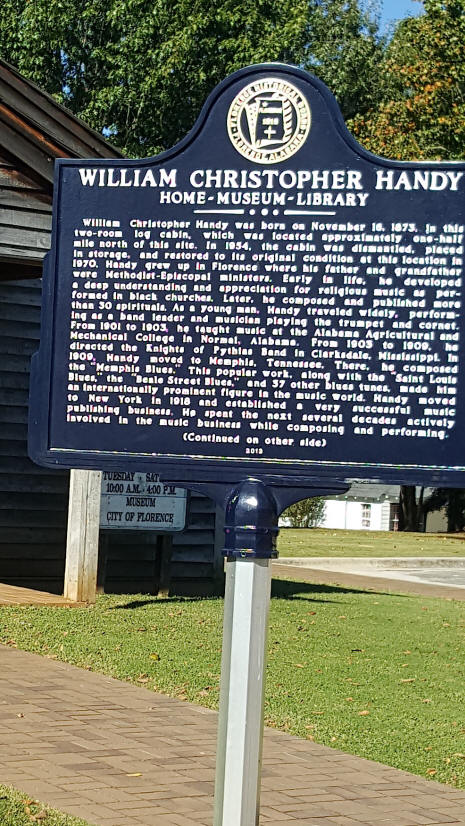 FLORENCE HISTORICAL BOARD
FLORENCE, ALABAMA
1818
WILLIAM CHRISTOPHER HANDY
HOME-MUSEUM-LIBRARY
William Christopher Handy was born on November 16, 1873, in this
two-room log cabin, which was located approximately one-half
mile north of this site. In 1954, the cabin was dismantled, placed
in storage, and restored to its original condition at this location in
1970. Handy grew up in Florence where his father and grandfather
were Methodist-Episcopal ministers. Early in life, he developed
a deep understanding and appreciation for religious music as per-
formed in black churches. Later, he composed and published more
than 30 spirituals. As a young man, Handy traveled widely, perform-
ing as a band leader and musician playing the trumpet and cornet.
From 1901 to 1903, he taught music at the Alabama Agricultural and
Mechanical College in Normal, Alabama. From 1903 to 1909, he
directed the Knights of Pythias Band in Clarksdale, Mississippi. In
1909, Handy moved to Memphis, Tennessee. There, he composed
the "Memphis Blues." This popular work, along with the "Saint Louis
Blues," the "Beale Street Blues," and 37 other blues tunes, made him
an internationally prominent figure in the music world. Handy moved
to New York in 1918 and established a very successful music
publishing business. He spent the next several decades actively
involved in the music business while composing and performing.
(Continued on other side)
2013
TUESDAY - SAT
10:00 A.M. - 4:00 P.M.
MUSEUM
CITY OF FLORENCE